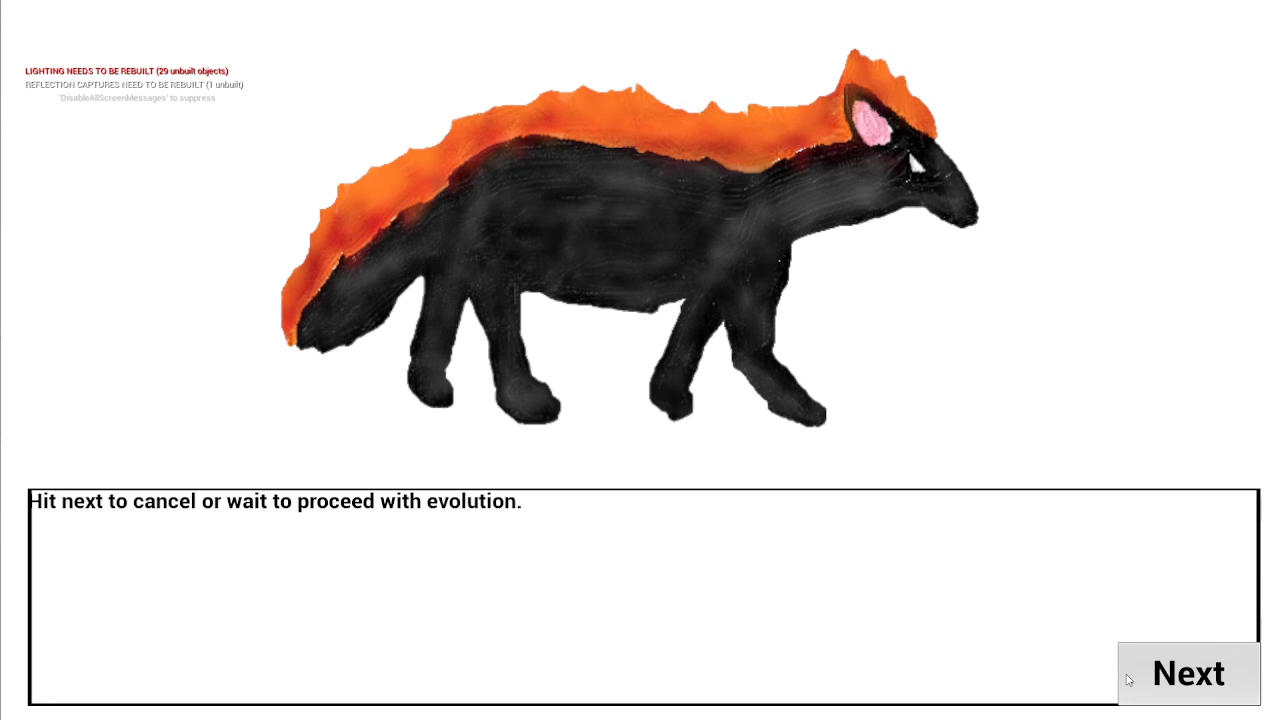 LIGHTING NEEDS TO BE REBUILT (29 unbuilt objects)
REFLECTION CAPTURES NEED TO BE REBUILT (1 unbuilt)
'DisableAllScreenMessages' to suppress
Hit next to cancel or wait to proceed with evolution.
Next